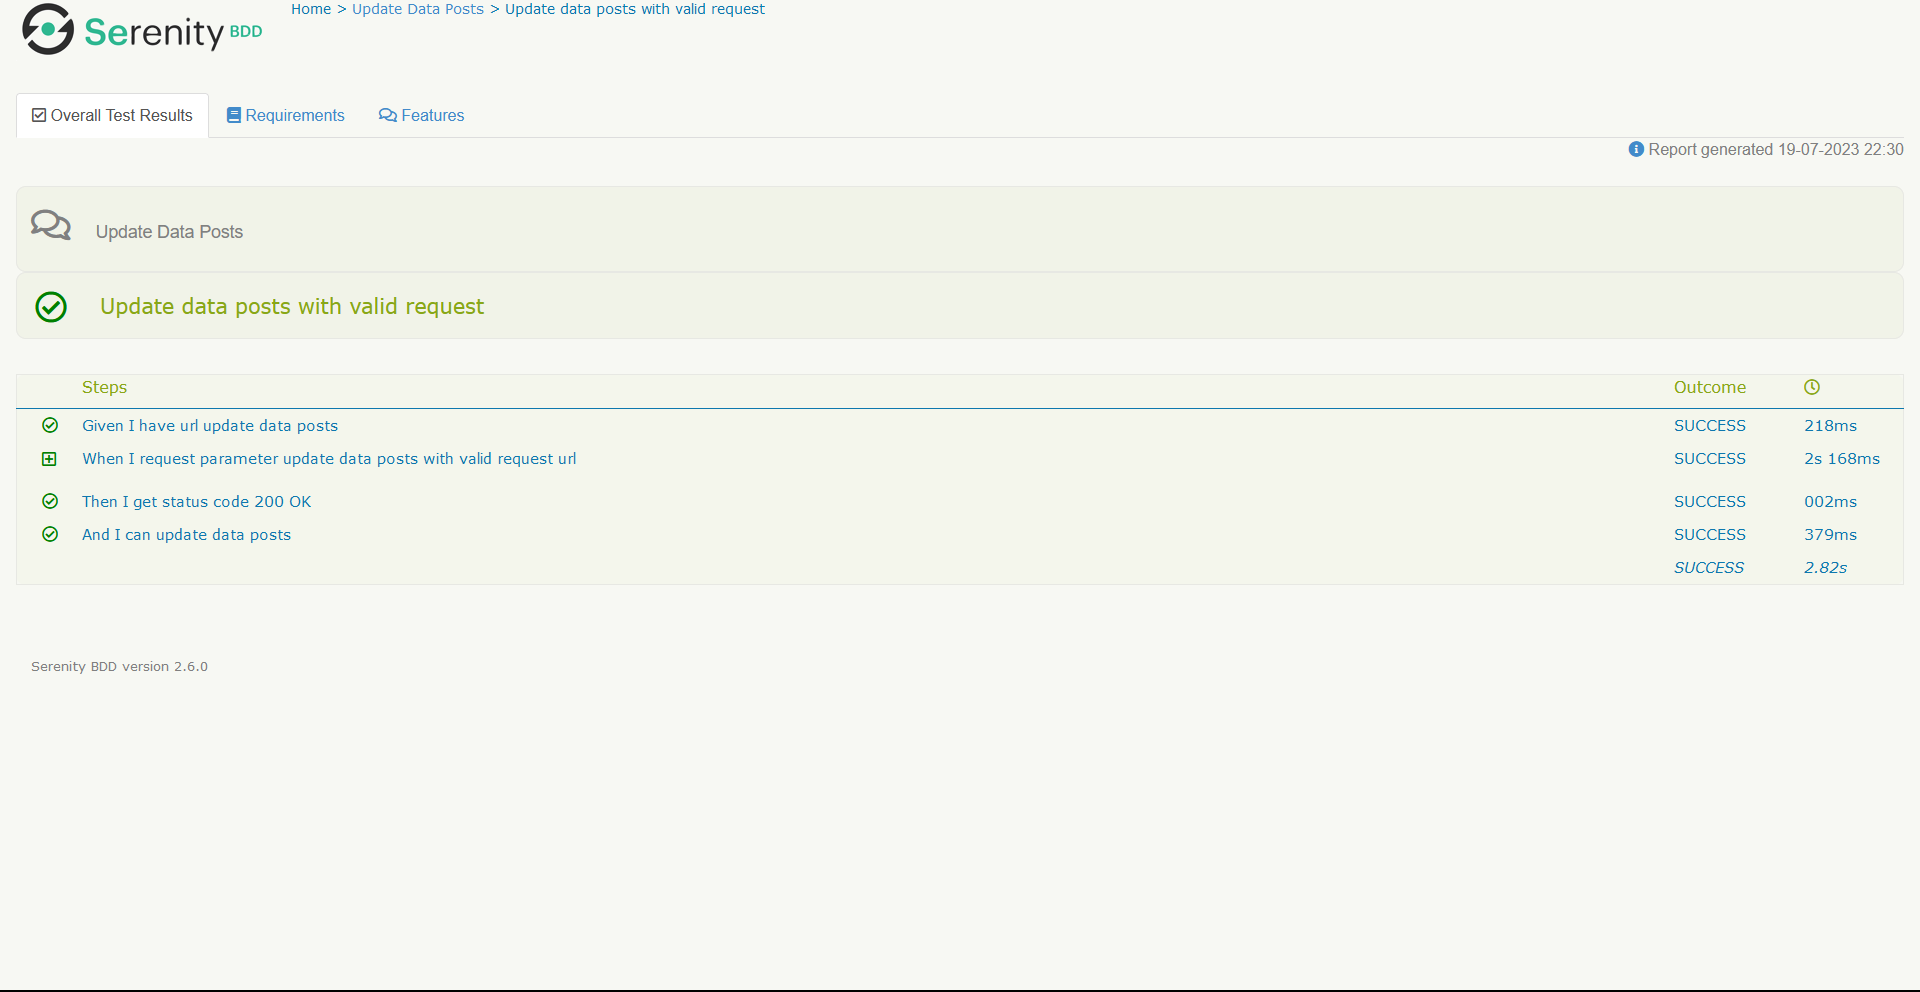 Serenity BDD
Home > Update Data Posts > Update data posts with valid request
Overall Test Results Requirements Features
Report generated 19-07-2023 22:30
Update Data Posts
Update data posts with valid request
Steps Outcome
Given I have url update data posts SUCCESS 218ms
When I request parameter update data posts with valid request url SUCCESS 2s 168ms
Then I get status code 200 OK SUCCESS 002ms
And I can update data posts SUCCESS 379ms
SUCCESS 2.82s
Serenity BDD version 2.6.0